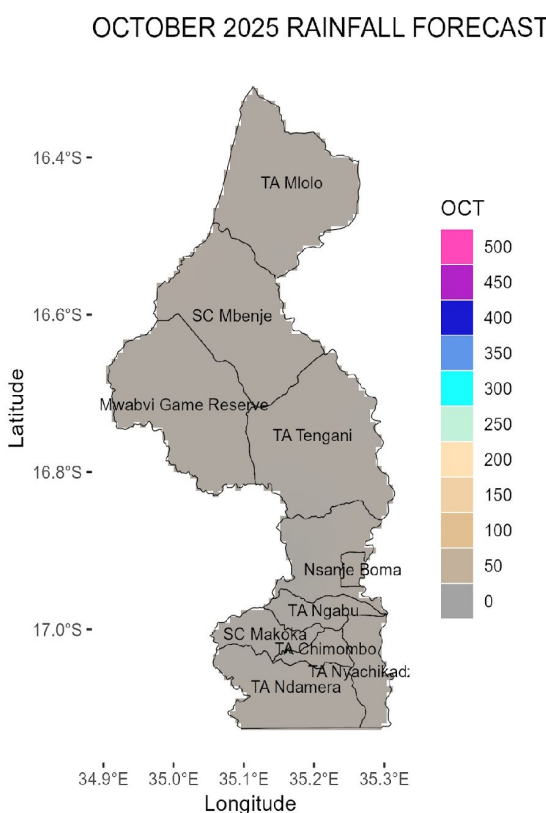 OCTOBER 2025 RAINFALL FORECAST
16.4°S
16.6°S
16.8°S
17.0°S
Latitude
TA Mlolo
SC Mbenje
Mwabvi Game Reserve
TA Tengani
Nsanje Boma
TA Ngabu
SC Makoka
TA Chimombo
TA Nyachikadz
TA Ndamera
34.9°E 35.0°E 35.1°E 35.2°E 35.3°E
Longitude
OCT
500
450
400
350
300
250
200
150
100
50
0